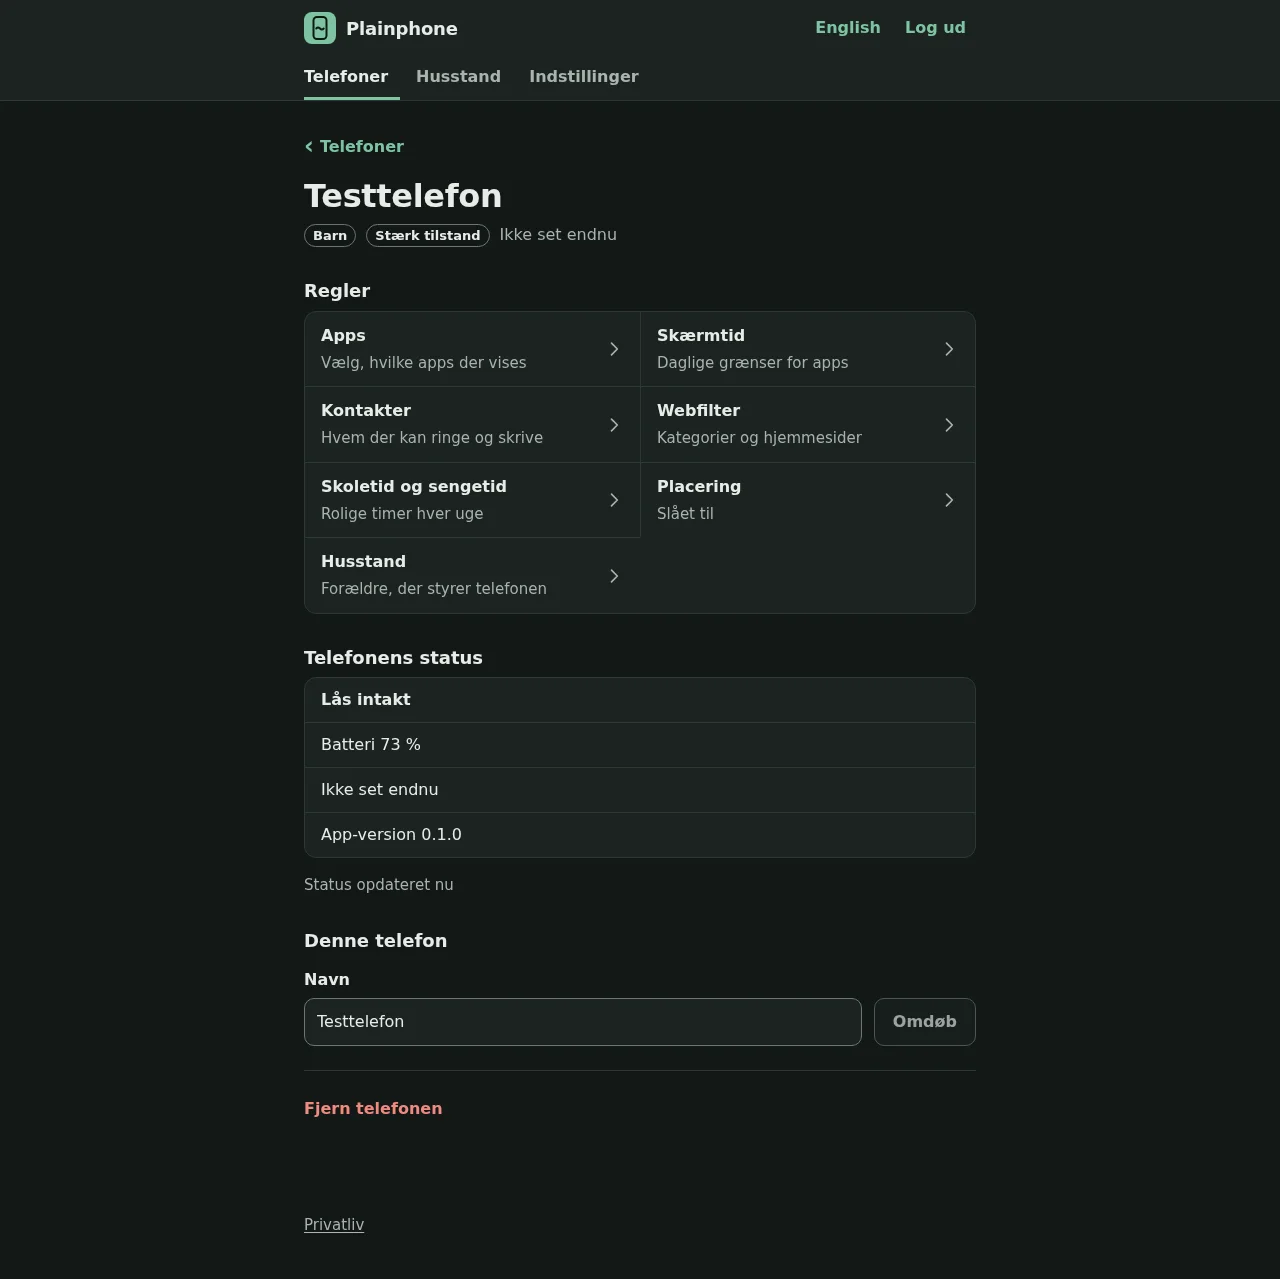 Plainphone
English
Log ud
Telefoner
Husstand
Indstillinger
‹ Telefoner
Testtelefon
Barn
Stærk tilstand
Ikke set endnu
Regler
Apps
Vælg, hvilke apps der vises
Skærmtid
Daglige grænser for apps
Kontakter
Hvem der kan ringe og skrive
Webfilter
Kategorier og hjemmesider
Skoletid og sengetid
Rolige timer hver uge
Placering
Slået til
Husstand
Forældre, der styrer telefonen
Telefonens status
Lås intakt
Batteri 73 %
Ikke set endnu
App-version 0.1.0
Status opdateret nu
Denne telefon
Navn
Testtelefon
Omdøb
Fjern telefonen
Privatliv